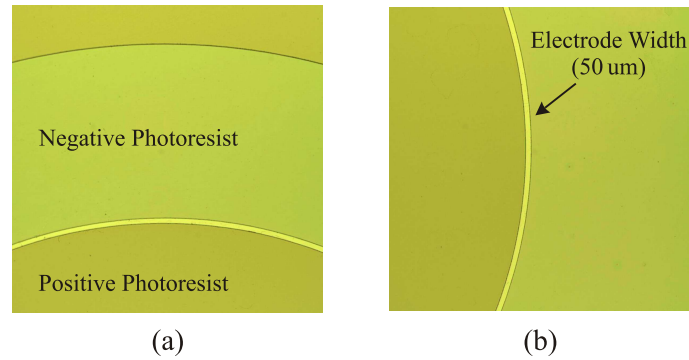 Negative Photoresist
Positive Photoresist
(a)
Electrode Width
(50 um)
(b)